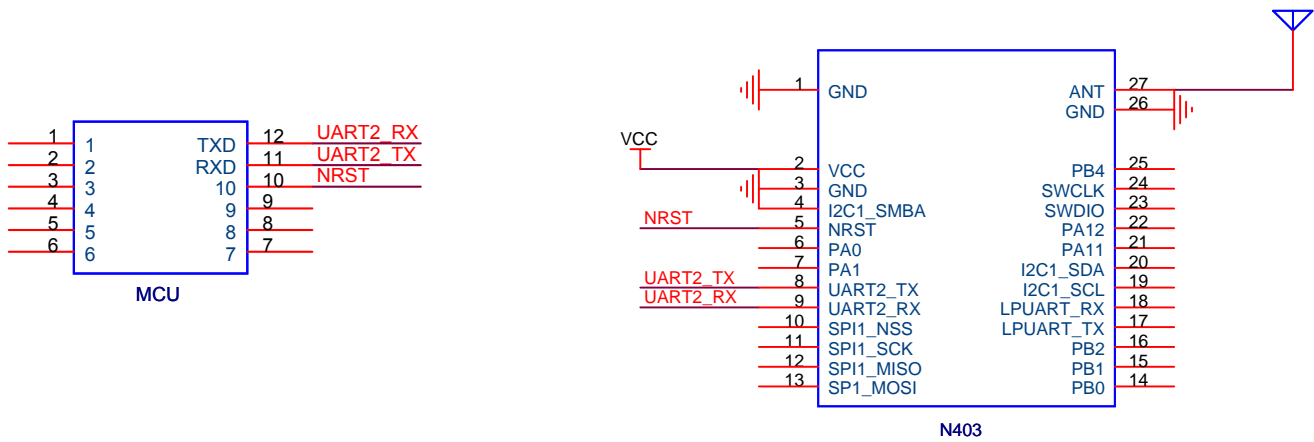 1 1 TXD 12 UART2_RX
2 2 RXD 11 UART2_TX
3 3 10 10 NRST
4 4 9 9
5 5 8 8
6 6 7 7
MCU
1 GND ANT 27
GND 26
VCC
2 VCC PB4 25
3 GND SWCLK 24
4 I2C1_SMBA SWDIO 23
NRST 5 NRST PA12 22
6 PA0 PA11 21
7 PA1 I2C1_SDA 20
UART2_TX 8 UART2_TX I2C1_SCL 19
UART2_RX 9 UART2_RX LPUART_RX 18
10 SPI1_NSS LPUART_TX 17
11 SPI1_SCK PB2 16
12 SPI1_MISO PB1 15
13 SP1_MOSI PB0 14
N403